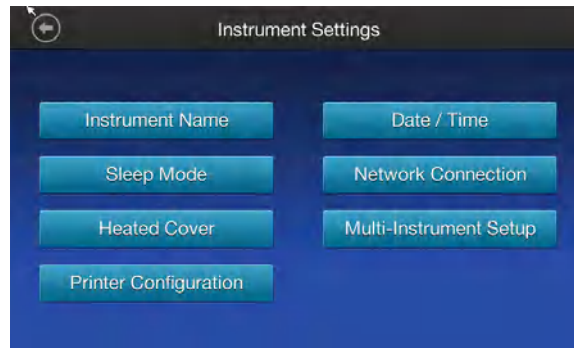 Instrument Settings
Instrument Name
Date / Time
Sleep Mode
Network Connection
Heated Cover
Multi-Instrument Setup
Printer Configuration